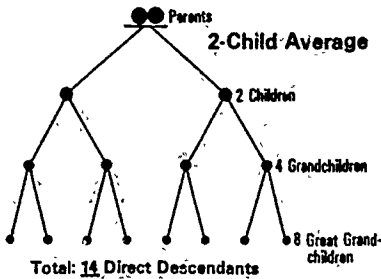 Parents
2-Child Average
2 Children
4 Grandchildren
8 Great Grand-
children
Total: 14 Direct Descendants